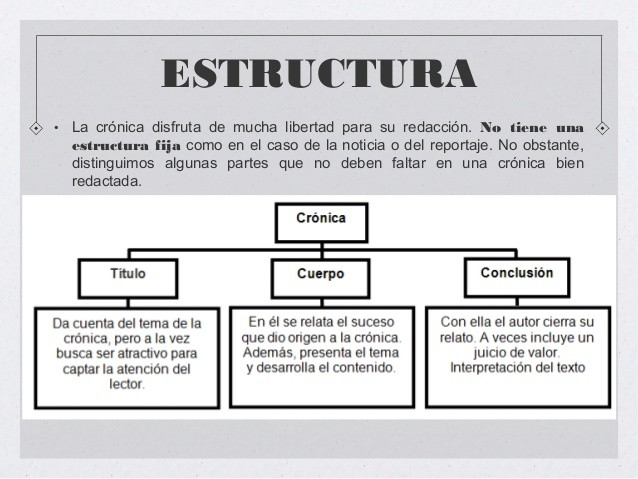 ESTRUCTURA
• La crónica disfruta de mucha libertad para su redacción. No tiene una
estructura fija como en el caso de la noticia o del reportaje. No obstante,
distinguimos algunas partes que no deben faltar en una crónica bien
redactada.
Crónica
Título
Cuerpo
Conclusión
Da cuenta del tema de la
crónica, pero a la vez
busca ser atractivo para
captar la atención del
lector.
En él se relata el suceso
que dio origen a la crónica.
Además, presenta el tema
y desarrolla el contenido.
Con ella el autor cierra su
relato. A veces incluye un
juicio de valor.
Interpretación del texto